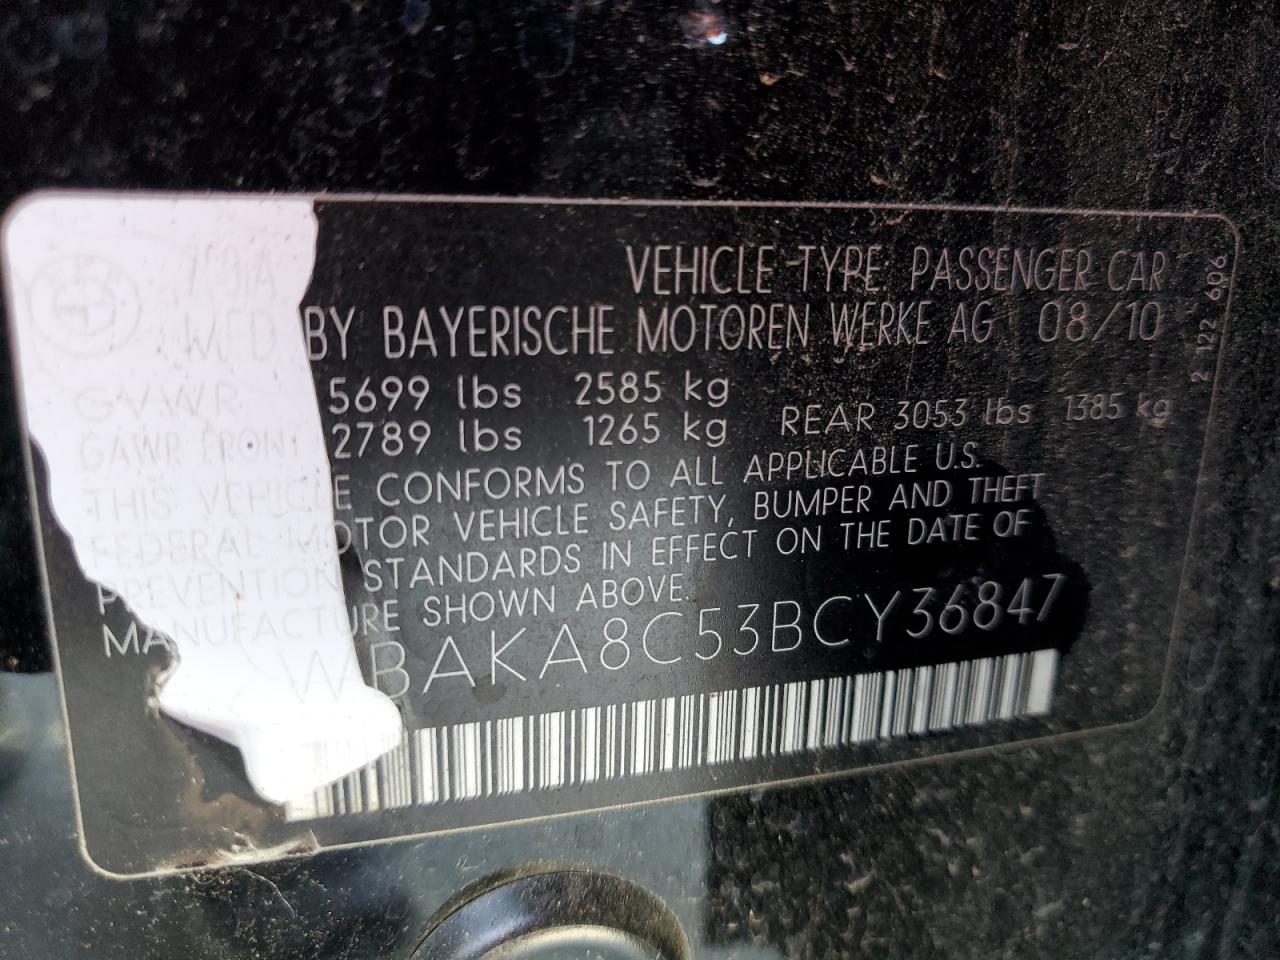 VEHICLE TYPE: PASSENGER CAR
MFD BY BAYERISCHE MOTOREN WERKE AG 08/10
GVWR 5699 lbs 2585 kg
GAWR FRONT 2789 lbs 1265 kg REAR 3053 lbs 1385 kg
THIS VEHICLE CONFORMS TO ALL APPLICABLE U.S.
FEDERAL MOTOR VEHICLE SAFETY, BUMPER AND THEFT
PREVENTION STANDARDS IN EFFECT ON THE DATE OF
MANUFACTURE SHOWN ABOVE.
WBAKA8C53BCY36847
2 122 606